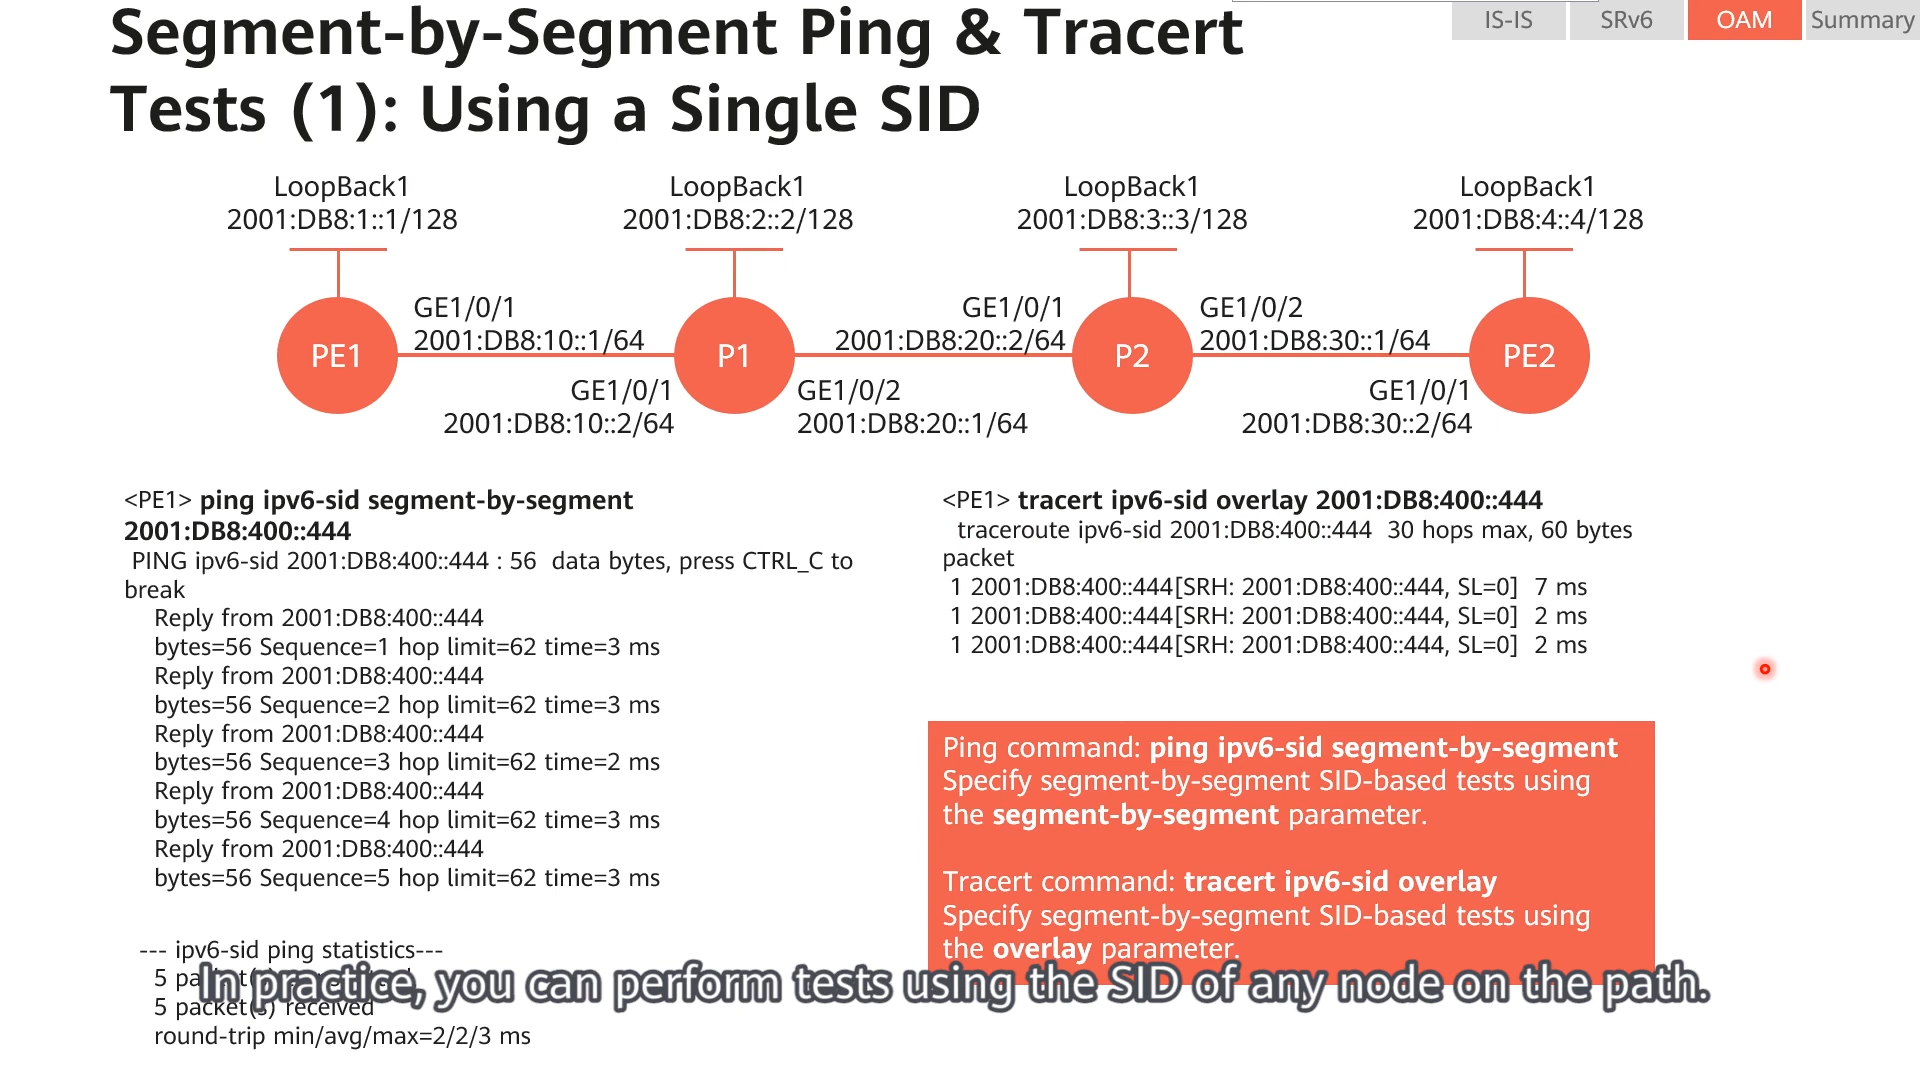 Segment-by-Segment Ping & Tracert
Tests (1): Using a Single SID
IS-IS
SRv6
OAM
Summary
LoopBack1
2001:DB8:1::1/128
LoopBack1
2001:DB8:2::2/128
LoopBack1
2001:DB8:3::3/128
LoopBack1
2001:DB8:4::4/128
PE1
GE1/0/1
2001:DB8:10::1/64
GE1/0/1
2001:DB8:10::2/64
P1
GE1/0/1
2001:DB8:20::2/64
GE1/0/2
2001:DB8:20::1/64
P2
GE1/0/2
2001:DB8:30::1/64
GE1/0/1
2001:DB8:30::2/64
PE2
<PE1> ping ipv6-sid segment-by-segment
2001:DB8:400::444
PING ipv6-sid 2001:DB8:400::444 : 56 data bytes, press CTRL_C to
break
Reply from 2001:DB8:400::444
bytes=56 Sequence=1 hop limit=62 time=3 ms
Reply from 2001:DB8:400::444
bytes=56 Sequence=2 hop limit=62 time=3 ms
Reply from 2001:DB8:400::444
bytes=56 Sequence=3 hop limit=62 time=2 ms
Reply from 2001:DB8:400::444
bytes=56 Sequence=4 hop limit=62 time=3 ms
Reply from 2001:DB8:400::444
bytes=56 Sequence=5 hop limit=62 time=3 ms
--- ipv6-sid ping statistics---
5
5 packet(s) received
round-trip min/avg/max=2/2/3 ms
<PE1> tracert ipv6-sid overlay 2001:DB8:400::444
traceroute ipv6-sid 2001:DB8:400::444 30 hops max, 60 bytes
packet
1 2001:DB8:400::444[SRH: 2001:DB8:400::444, SL=0] 7 ms
1 2001:DB8:400::444[SRH: 2001:DB8:400::444, SL=0] 2 ms
1 2001:DB8:400::444[SRH: 2001:DB8:400::444, SL=0] 2 ms
Ping command: ping ipv6-sid segment-by-segment
Specify segment-by-segment SID-based tests using
the segment-by-segment parameter.
Tracert command: tracert ipv6-sid overlay
Specify segment-by-segment SID-based tests using
the overlay parameter.
In practice, you can perform tests using the SID of any node on the path.